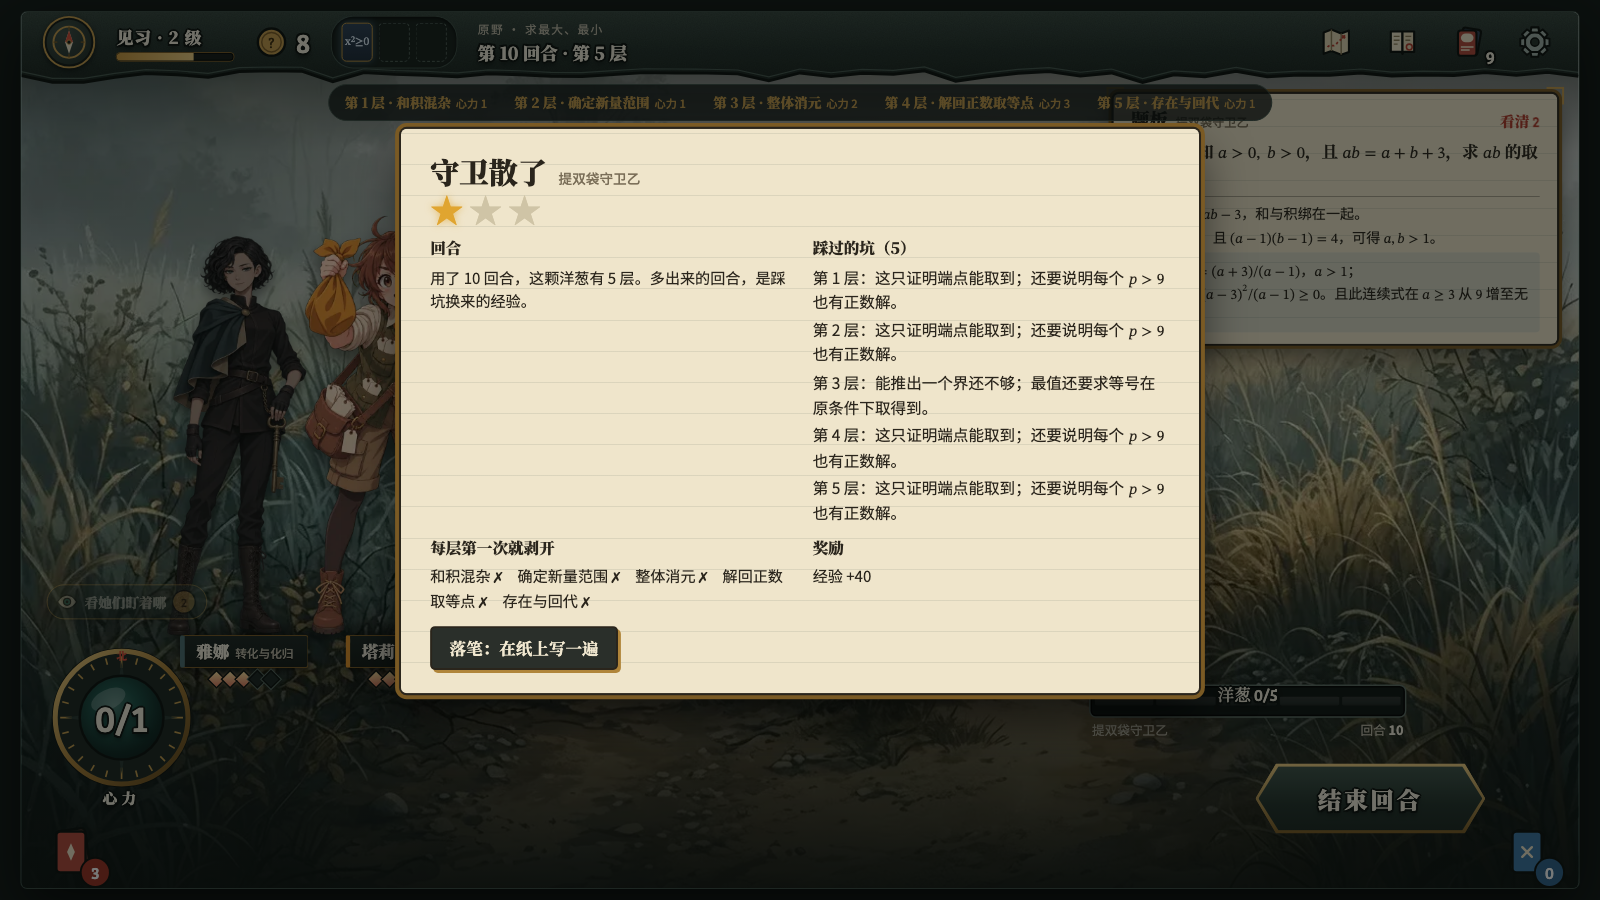 见习 · 2 级
? 8
x²≥0
原野 · 求最大、最小
第 10 回合 · 第 5 层
9
第 1 层 · 和积混杂 心力 1 第 2 层 · 确定新量范围 心力 1 第 3 层 · 整体消元 心力 2 第 4 层 · 解回正数取等点 心力 3 第 5 层 · 存在与回代 心力 1
看清 2
a > 0, b > 0，且 ab = a + b + 3，求 ab 的取
ab − 3，和与积绑在一起。
且 (a − 1)(b − 1) = 4，可得 a, b > 1。
= (a + 3)/(a − 1)，a > 1；
a − 3)²/(a − 1) ≥ 0。且此连续式在 a ≥ 3 从 9 增至无
守卫散了 提双袋守卫乙
回合
用了 10 回合，这颗洋葱有 5 层。多出来的回合，是踩
坑换来的经验。
踩过的坑（5）
第 1 层：这只证明端点能取到；还要说明每个 p > 9
也有正数解。
第 2 层：这只证明端点能取到；还要说明每个 p > 9
也有正数解。
第 3 层：能推出一个界还不够；最值还要求等号在
原条件下取得到。
第 4 层：这只证明端点能取到；还要说明每个 p > 9
也有正数解。
第 5 层：这只证明端点能取到；还要说明每个 p > 9
也有正数解。
每层第一次就剥开
和积混杂✗ 确定新量范围✗ 整体消元✗ 解回正数
取等点✗ 存在与回代✗
奖励
经验 +40
落笔：在纸上写一遍
看她们盯着哪 2
雅娜 转化与化归
塔莉
0/1
心力
3
洋葱 0/5
提双袋守卫乙
回合 10
结束回合
0